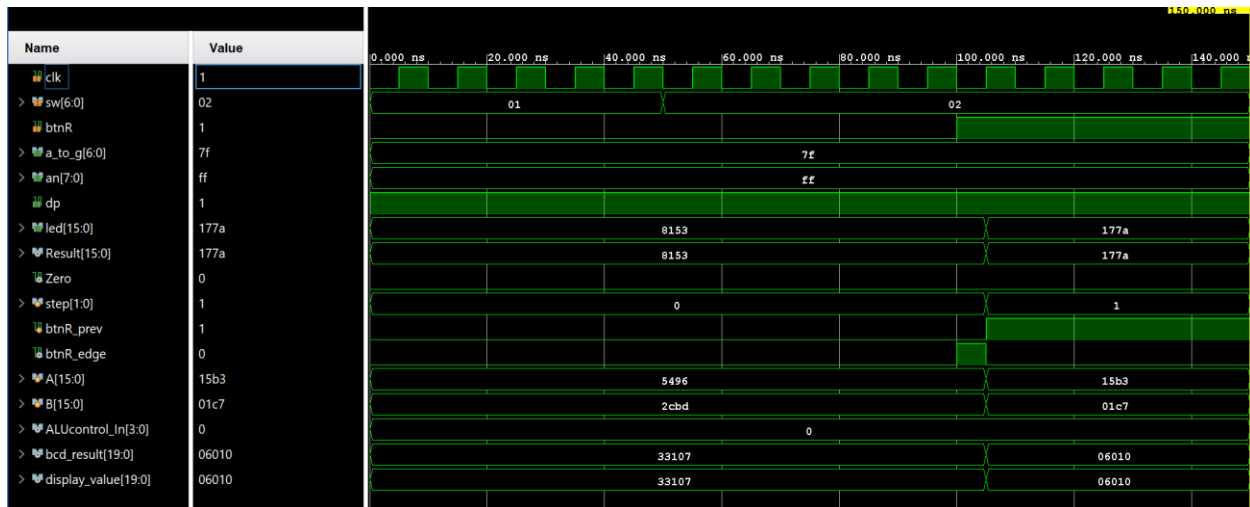 150.000 ns
Name Value
0.000 ns 20.000 ns 40.000 ns 60.000 ns 80.000 ns 100.000 ns 120.000 ns 140.000
clk 1
sw[6:0] 02 01 02
btnR 1
a_to_g[6:0] 7f 7f
an[7:0] ff ff
dp 1
led[15:0] 177a 8153 177a
Result[15:0] 177a 8153 177a
Zero 0
step[1:0] 1 0 1
btnR_prev 1
btnR_edge 0
A[15:0] 15b3 5496 15b3
B[15:0] 01c7 2cbd 01c7
ALUcontrol_In[3:0] 0 0
bcd_result[19:0] 06010 33107 06010
display_value[19:0] 06010 33107 06010